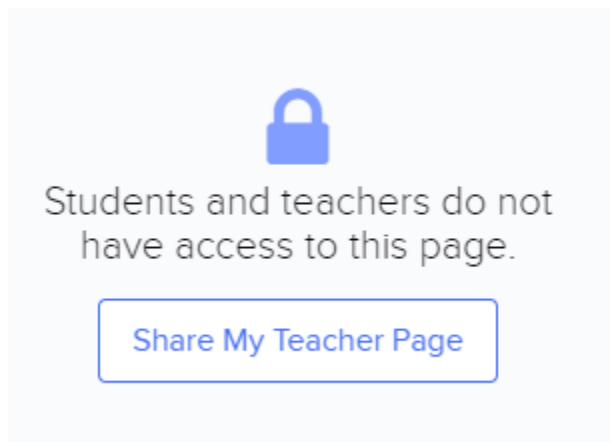 Students and teachers do not
have access to this page.
Share My Teacher Page